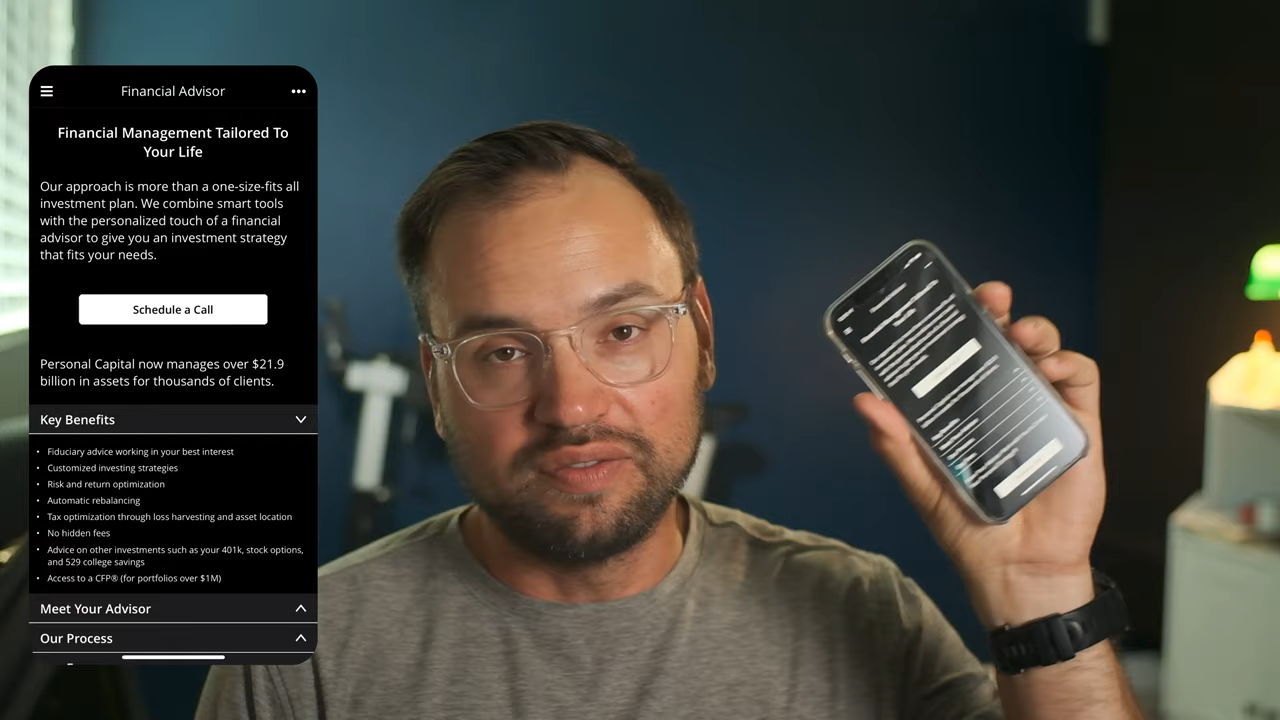 Financial Advisor
Financial Management Tailored To
Your Life
Our approach is more than a one-size-fits all
investment plan. We combine smart tools
with the personalized touch of a financial
advisor to give you an investment strategy
that fits your needs.
Schedule a Call
Personal Capital now manages over $21.9
billion in assets for thousands of clients.
Key Benefits
• Fiduciary advice working in your best interest
• Customized investing strategies
• Risk and return optimization
• Automatic rebalancing
• Tax optimization through loss harvesting and asset location
• No hidden fees
• Advice on other investments such as your 401k, stock options,
and 529 college savings
• Access to a CFP® (for portfolios over $1M)
Meet Your Advisor
Our Process